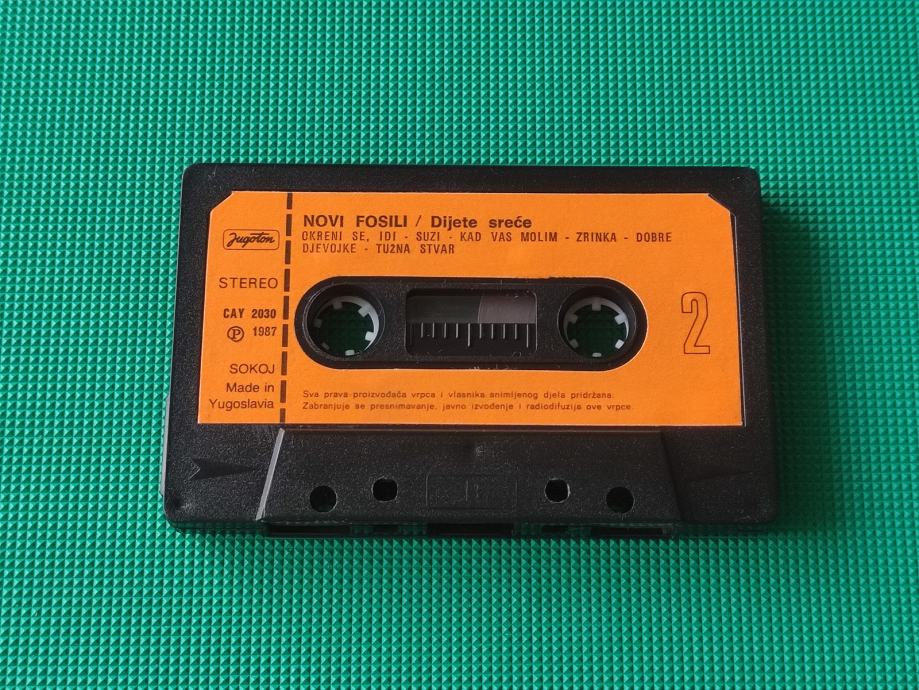 NOVI FOSILI / Dijete sreće
OKRENI SE, IDI - SUZI - KAD VAS MOLIM - ZRINKA - DOBRE
DJEVOJKE - TUŽNA STVAR
Jugoton
STEREO
CAY 2030
Ⓟ 1987
SOKOJ
Made in
Yugoslavia
2
Sva prava proizvođača vrpca i vlasnika snimljenog djela pridržana.
Zabranjuje se presnimavanje, javno izvođenje i radiodifuzija ove vrpce.